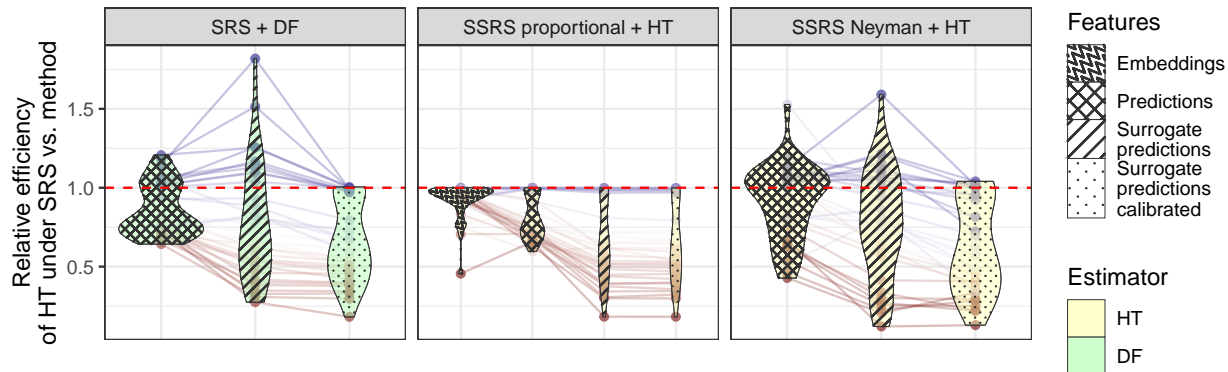 SRS + DF
SSRS proportional + HT
SSRS Neyman + HT
Relative efficiency
of HT under SRS vs. method
1.5
1.0
0.5
Features
Embeddings
Predictions
Surrogate
predictions
Surrogate
predictions
calibrated
Estimator
HT
DF